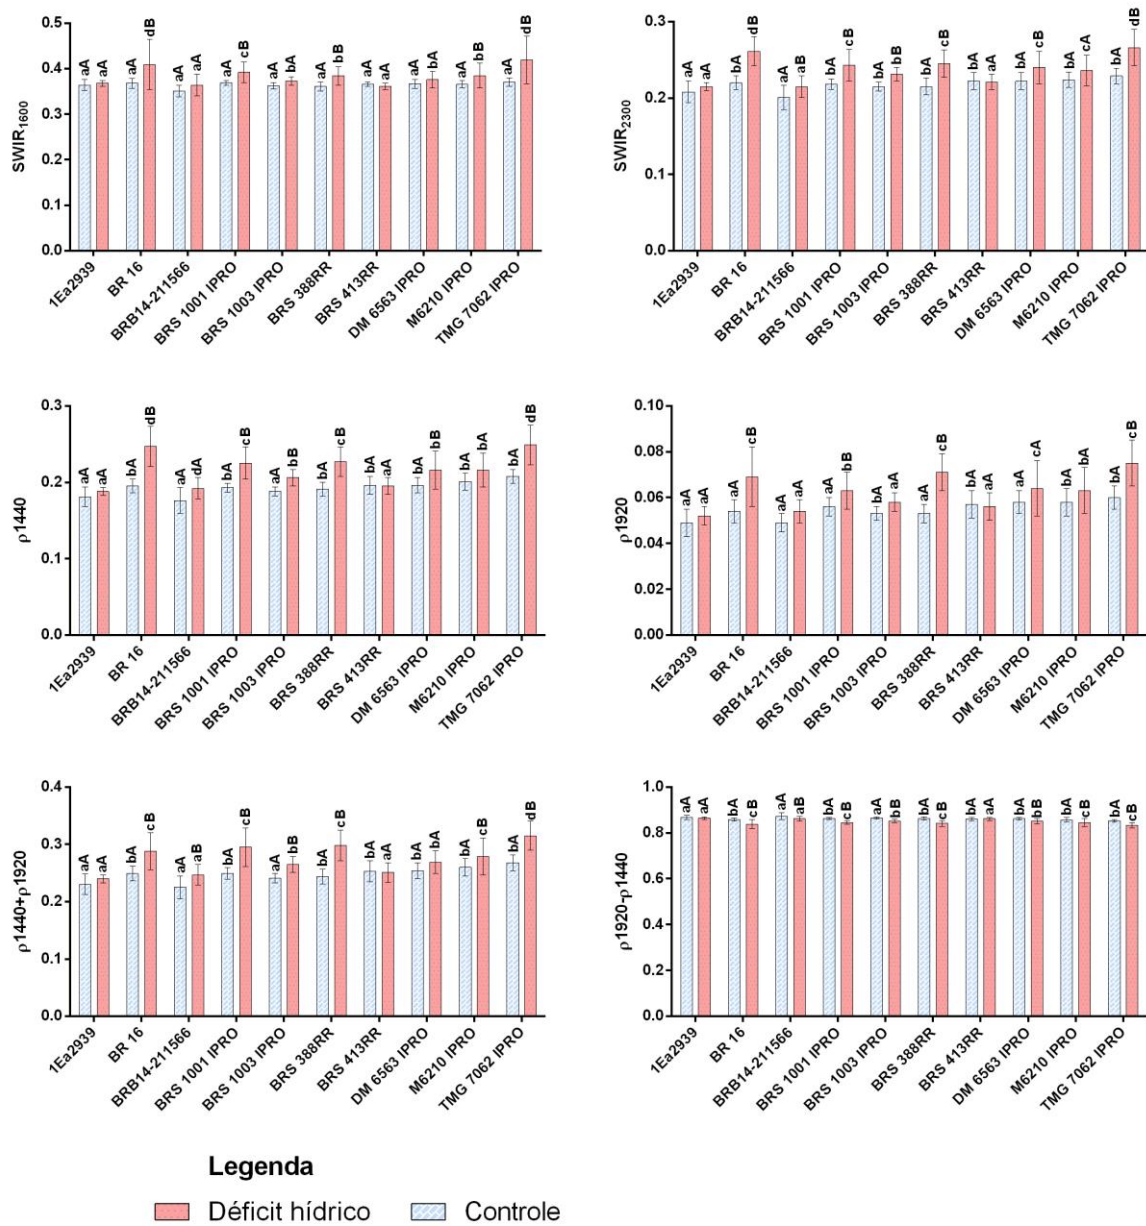 SWIR1600
0.5
0.4
0.3
0.2
0.1
0.0
aA aA aA dB aA aA aA cB aA bA aA bB aA aA aA bA aA bB aA dB
1Ea2939
BR 16
BRB14-211566
BRS 1001 IPRO
BRS 1003 IPRO
BRS 388RR
BRS 413RR
DM 6563 IPRO
M6210 IPRO
TMG 7062 IPRO
SWIR2300
0.3
0.2
0.1
0.0
aA aA bA dB aA aB bA cB bA bB bA cB bA aA bA cB bA cA bA dB
1Ea2939
BR 16
BRB14-211566
BRS 1001 IPRO
BRS 1003 IPRO
BRS 388RR
BRS 413RR
DM 6563 IPRO
M6210 IPRO
TMG 7062 IPRO
ρ1440
0.3
0.2
0.1
0.0
aA aA bA dB aA dA bA cB aA bB bA cB bA aA bA bB bA bA bA dB
1Ea2939
BR 16
BRB14-211566
BRS 1001 IPRO
BRS 1003 IPRO
BRS 388RR
BRS 413RR
DM 6563 IPRO
M6210 IPRO
TMG 7062 IPRO
ρ1920
0.10
0.08
0.06
0.04
0.02
0.00
aA aA aA cB aA aA aA bB bA aA aA cB bA aA bA cA bA bA bA cB
1Ea2939
BR 16
BRB14-211566
BRS 1001 IPRO
BRS 1003 IPRO
BRS 388RR
BRS 413RR
DM 6563 IPRO
M6210 IPRO
TMG 7062 IPRO
ρ1440+ρ1920
0.4
0.3
0.2
0.1
0.0
aA aA bA cB aA aB bA cB bA bB bA cB bA bA bA bA bA cB bA dB
1Ea2939
BR 16
BRB14-211566
BRS 1001 IPRO
BRS 1003 IPRO
BRS 388RR
BRS 413RR
DM 6563 IPRO
M6210 IPRO
TMG 7062 IPRO
ρ1920-ρ1440
1.0
0.8
0.6
0.4
0.2
0.0
aA aA bA cB aA aB bA cB aA bB bA cB bA aA bA bB bA cB bA cB
1Ea2939
BR 16
BRB14-211566
BRS 1001 IPRO
BRS 1003 IPRO
BRS 388RR
BRS 413RR
DM 6563 IPRO
M6210 IPRO
TMG 7062 IPRO
Legenda
Déficit hídrico Controle